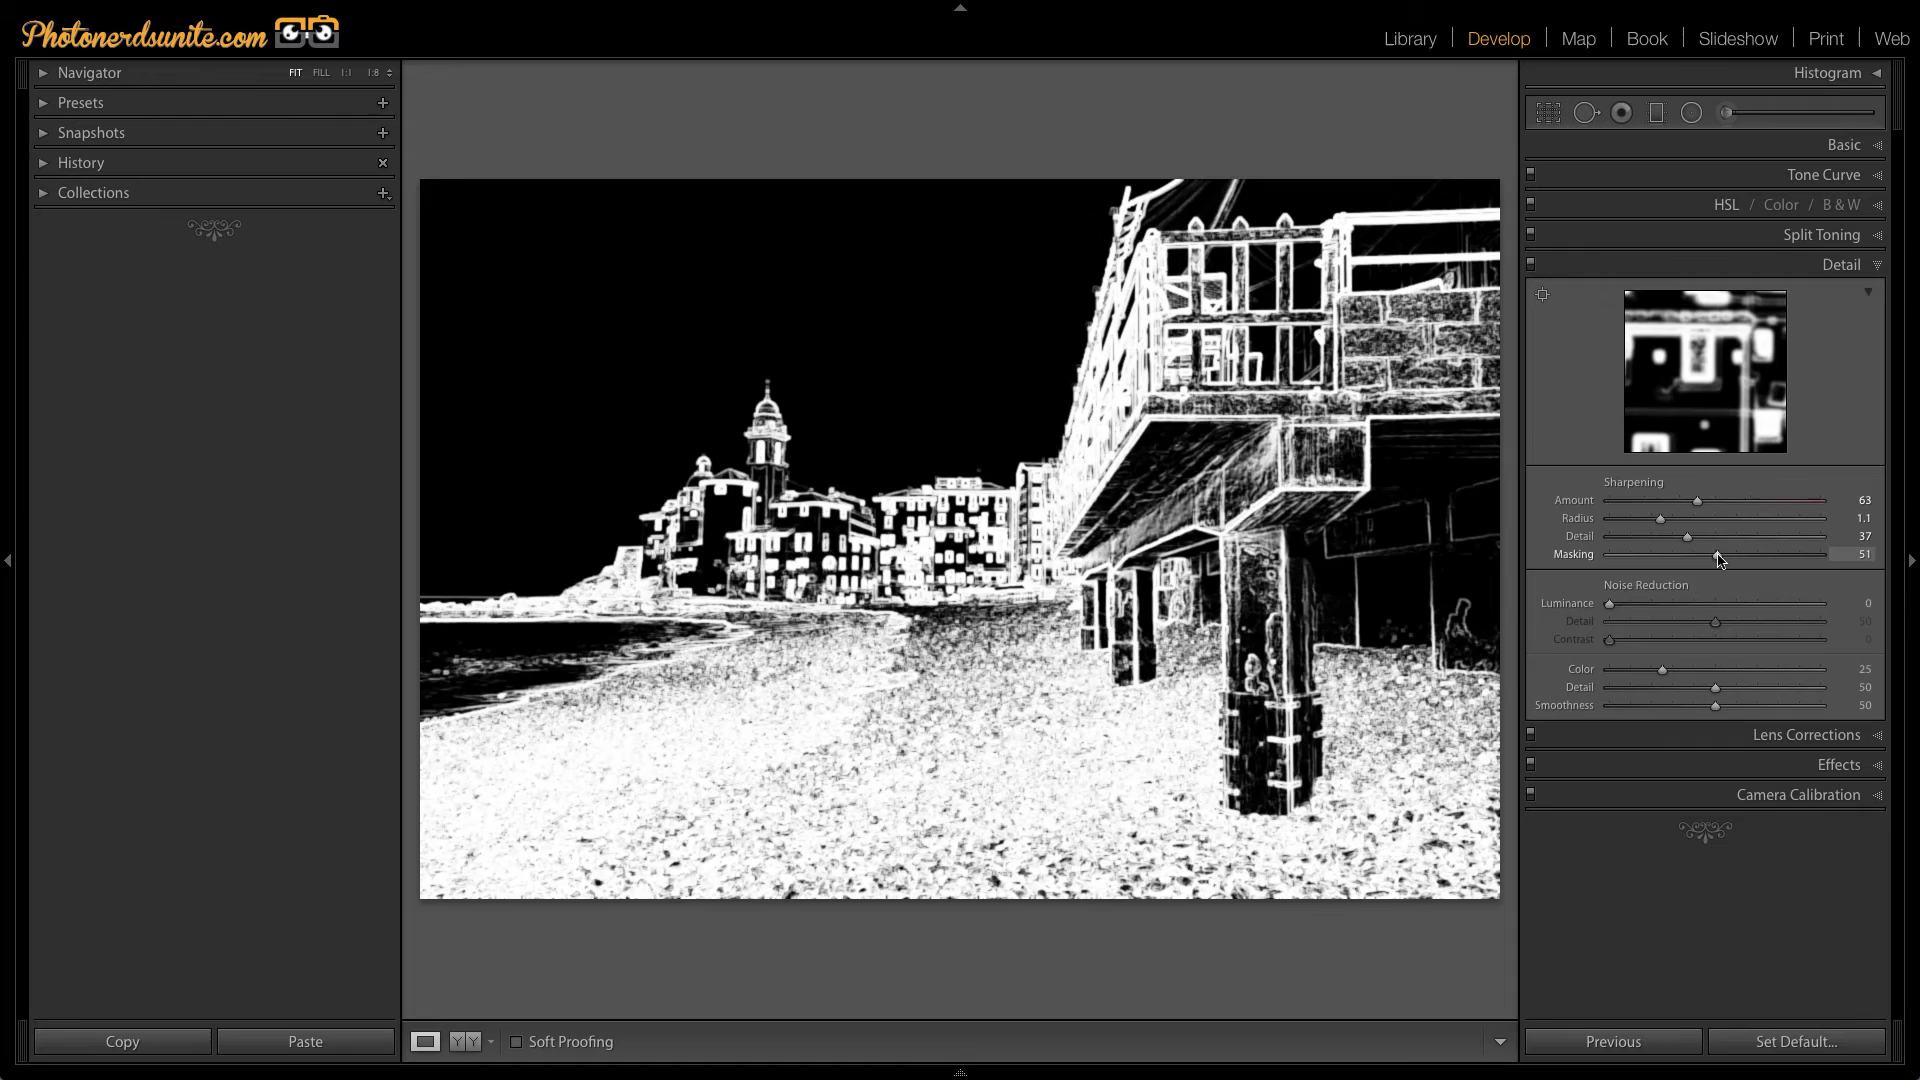 Photonerdsunite.com
Library | Develop | Map | Book | Slideshow | Print | Web
Navigator FIT FILL 1:1 1:8
Presets
Snapshots
History
Collections
Histogram
Basic
Tone Curve
HSL / Color / B & W
Split Toning
Detail
Sharpening
Amount 63
Radius 1.1
Detail 37
Masking 51
Noise Reduction
Luminance 0
Detail 50
Contrast 0
Color 25
Detail 50
Smoothness 50
Lens Corrections
Effects
Camera Calibration
Copy Paste
Y Y Soft Proofing
Previous Set Default...